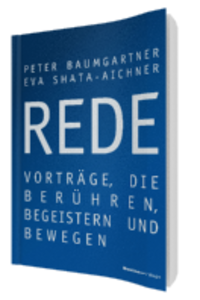 PETER BAUMGARTNER
EVA SHATA-AICHNER
REDE
VORTRÄGE, DIE
BERÜHREN,
BEGEISTERN UND
BEWEGEN